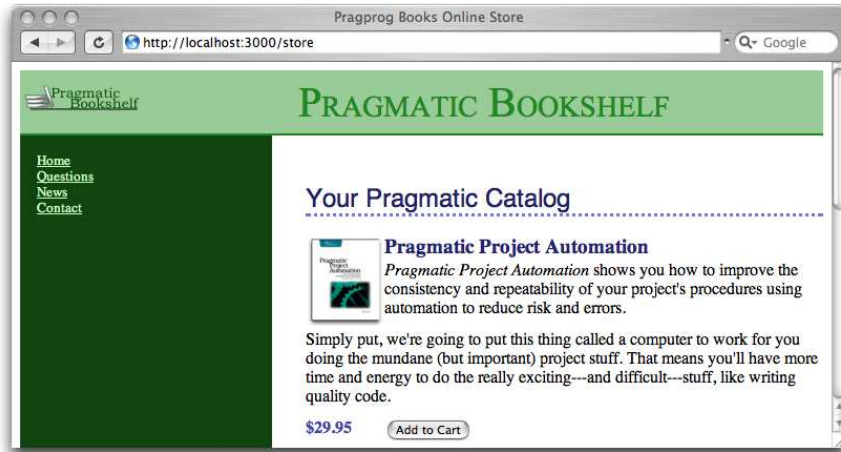 Pragprog Books Online Store
http://localhost:3000/store
Google
Pragmatic
Bookshelf
PRAGMATIC BOOKSHELF
Home
Questions
News
Contact
Your Pragmatic Catalog
Pragmatic
Project
Automation
Pragmatic Project Automation
Pragmatic Project Automation shows you how to improve the
consistency and repeatability of your project's procedures using
automation to reduce risk and errors.
Simply put, we're going to put this thing called a computer to work for you
doing the mundane (but important) project stuff. That means you'll have more
time and energy to do the really exciting---and difficult---stuff, like writing
quality code.
$29.95
Add to Cart